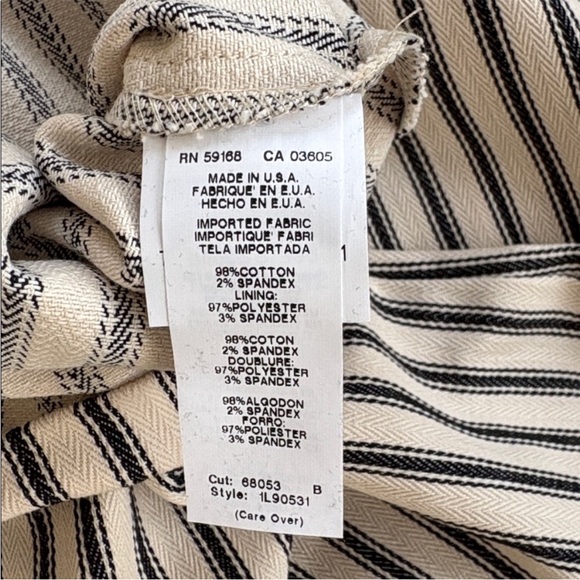 RN 59168 CA 03605
MADE IN U.S.A.
FABRIQUE' EN E.U.A.
HECHO EN E.U.A.
IMPORTED FABRIC
IMPORTIQUE' FABRI
TELA IMPORTADA
1
98%COTTON
2% SPANDEX
LINING:
97%POLYESTER
3% SPANDEX
98%COTON
2% SPANDEX
DOUBLURE:
97%POLYESTER
3% SPANDEX
98%ALGODON
2% SPANDEX
FORRO:
97%POLIESTER
3% SPANDEX
Cut: 68053 B
Style: 1L90531
(Care Over)